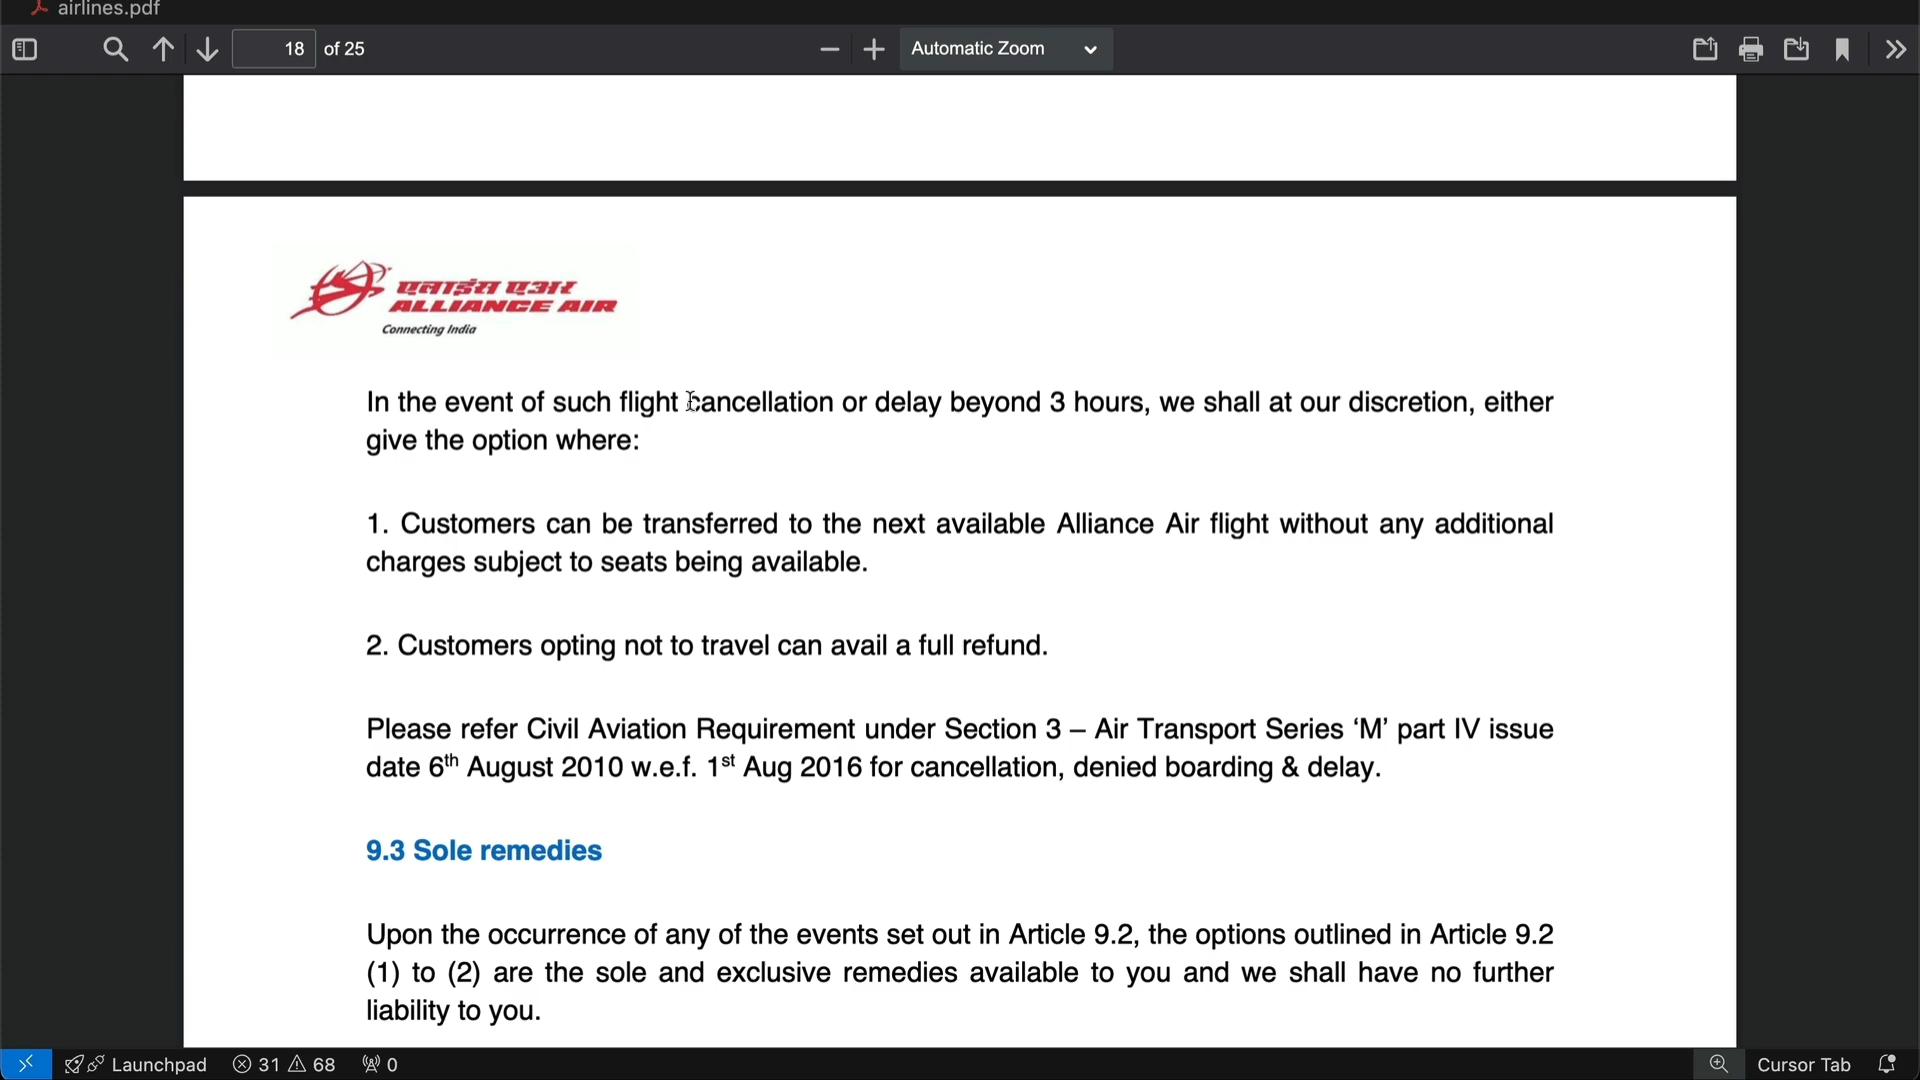 airlines.pdf
18 of 25
Automatic Zoom
एलाइंस एअर
ALLIANCE AIR
Connecting India
In the event of such flight cancellation or delay beyond 3 hours, we shall at our discretion, either
give the option where:
1. Customers can be transferred to the next available Alliance Air flight without any additional
charges subject to seats being available.
2. Customers opting not to travel can avail a full refund.
Please refer Civil Aviation Requirement under Section 3 – Air Transport Series ‘M’ part IV issue
date 6th August 2010 w.e.f. 1st Aug 2016 for cancellation, denied boarding & delay.
9.3 Sole remedies
Upon the occurrence of any of the events set out in Article 9.2, the options outlined in Article 9.2
(1) to (2) are the sole and exclusive remedies available to you and we shall have no further
liability to you.
Launchpad 31 68 0 Cursor Tab